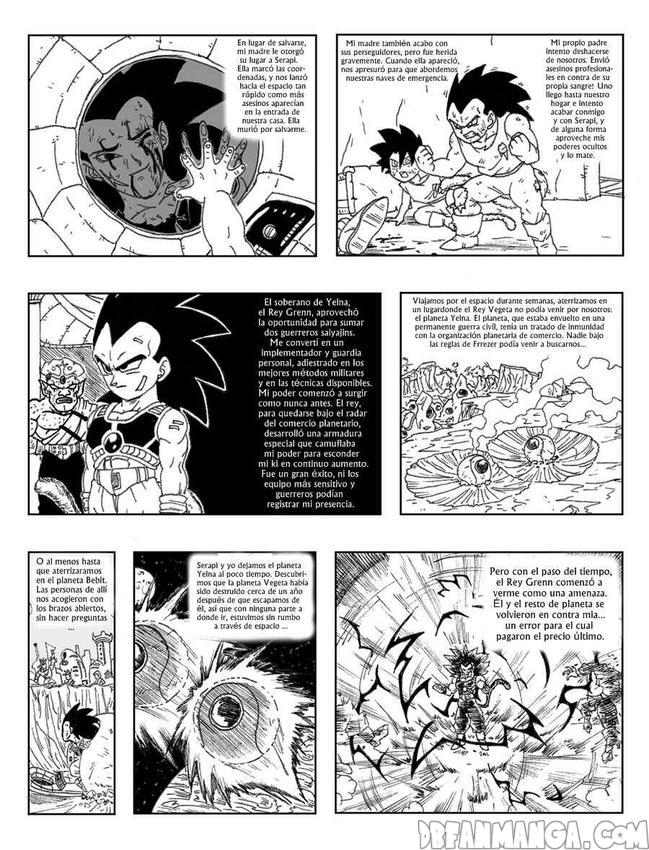 Mi propio padre
intento deshacerse
de nosotros. Envió
asesinos profesiona-
les en contra de su
propia sangre! Uno
llego hasta nuestro
hogar e intento
acabar conmigo
y con Serapi, y
de alguna forma
aproveche mis
poderes ocultos
y lo mate.
Mi madre también acabo con
sus perseguidores, pero fue herida
gravemente. Cuando ella apareció,
nos apresuró para que abordemos
nuestras naves de emergencia.
En lugar de salvarse,
mi madre le otorgó
su lugar a Serapi.
Ella marcó las coor-
denadas, y nos lanzó
hacia el espacio tan
rápido como más
asesinos aparecían
en la entrada de
nuestra casa. Ella
murió por salvarme.
Viajamos por el espacio durante semanas, aterrizamos en
un lugardonde el Rey Vegeta no podía venir por nosotros:
el planeta Yelna. El planeta, que estaba envuelto en una
permanente guerra civil, tenia un tratado de inmunidad
con la organización planetaria de comercio. Nadie bajo
las reglas de Frrezer podía venir a buscarnos...
El soberano de Yelna,
el Rey Grenn, aprovechó
la oportunidad para sumar
dos guerreros saiyajins.
Me convertí en un
implementador y guardia
personal, adiestrado en los
mejores métodos militares
y en las técnicas disponibles.
Mi poder comenzó a surgir
como nunca antes. El rey,
para quedarse bajo el radar
del comercio planetario,
desarrolló una armadura
especial que camuflaba
mi poder para esconder
mi ki en continuo aumento.
Fue un gran éxito, ni los
equipo más sensitivo y
guerreros podían
registrar mi presencia.
Pero con el paso del tiempo,
el Rey Grenn comenzó a
verme como una amenaza.
Él y el resto de planeta se
volvieron en contra mia...
un error para el cual
pagaron el precio último.
Serapi y yo dejamos el planeta
Yelna al poco tiempo. Descubri-
mos que la planeta Vegeta había
sido destruldo cerca de un año
después de que escapamos de
él, así que con ninguna parte a
donde ir, estuvimos sin rumbo
a través de espacio ...
O al menos hasta
que aterrizaramos
en el planeta Bebit.
Las personas de allí
nos acogieron con
los brazos abiertos,
sin hacer preguntas
...
DBFANMANGA.COM